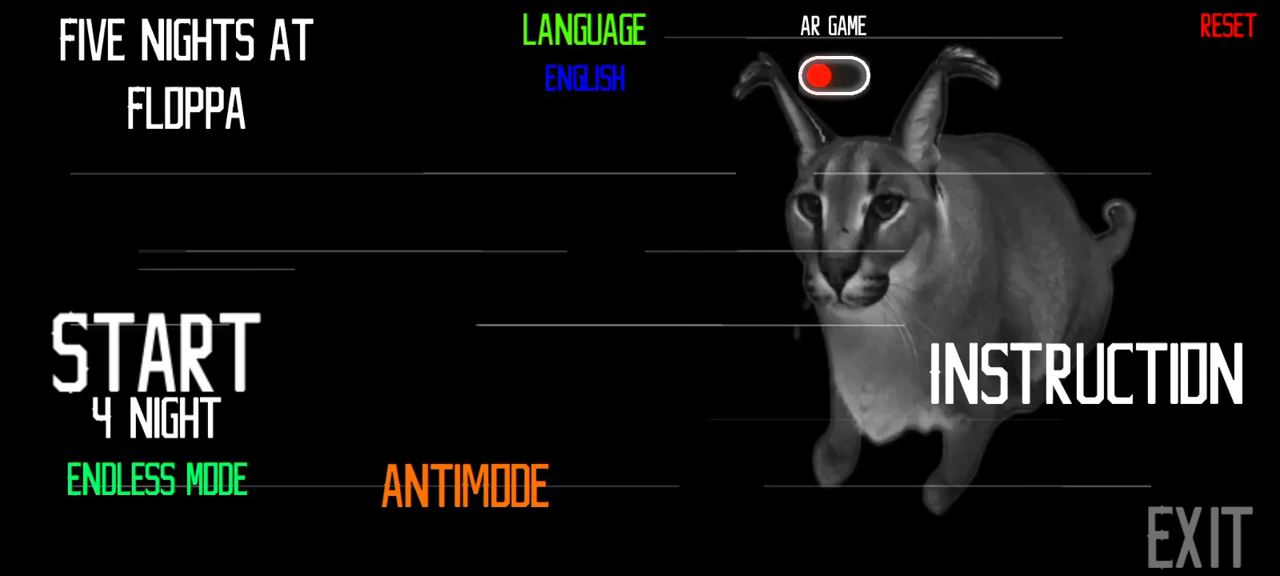 FIVE NIGHTS AT
FLOPPA
LANGUAGE
ENGLISH
AR GAME
RESET
START
4 NIGHT
ENDLESS MODE
ANTIMODE
INSTRUCTION
EXIT